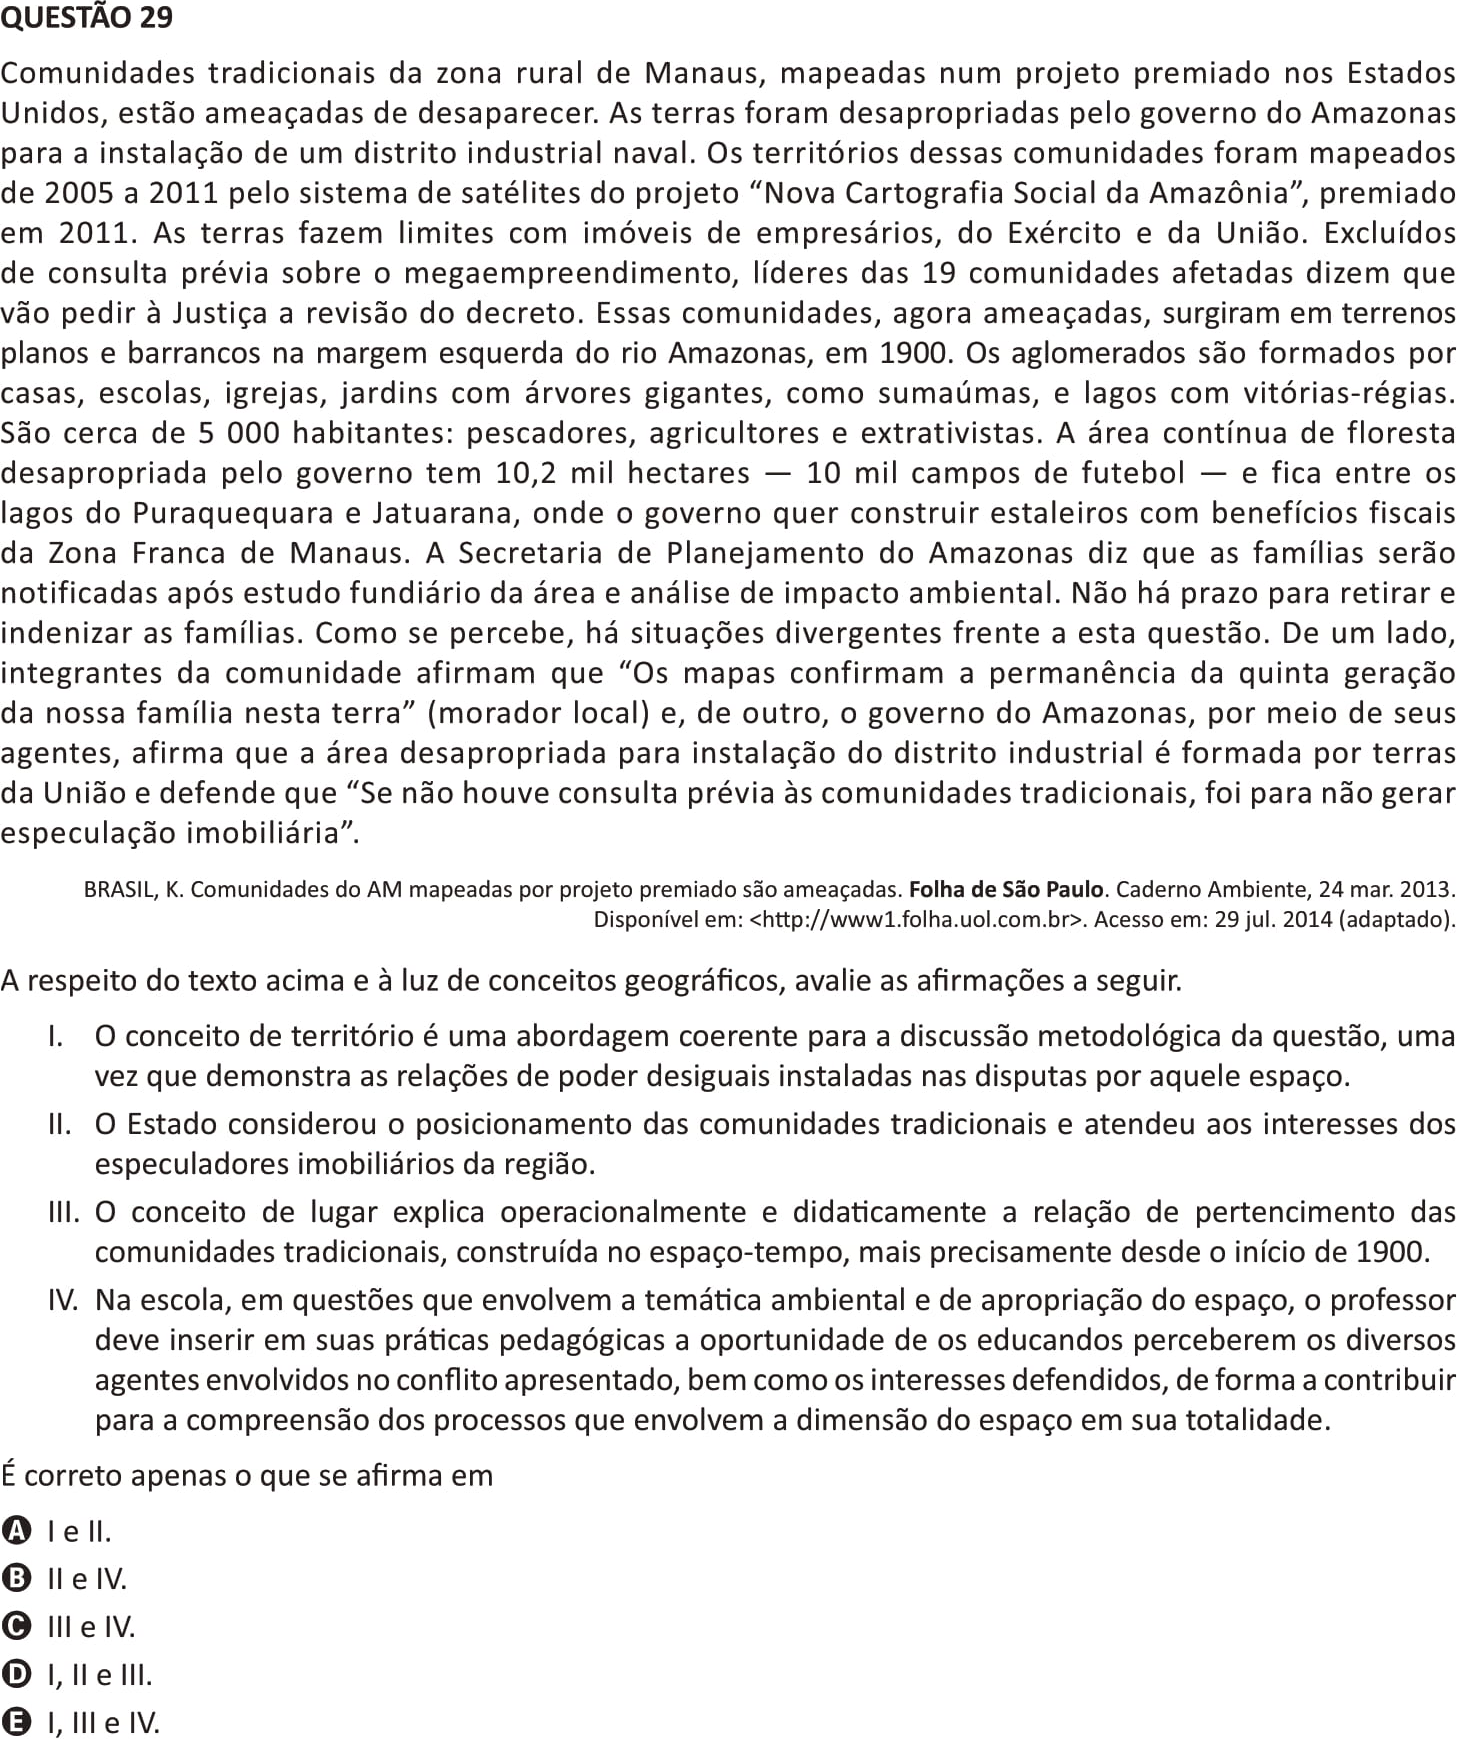 QUESTÃO 29
Comunidades tradicionais da zona rural de Manaus, mapeadas num projeto premiado nos Estados
Unidos, estão ameaçadas de desaparecer. As terras foram desapropriadas pelo governo do Amazonas
para a instalação de um distrito industrial naval. Os territórios dessas comunidades foram mapeados
de 2005 a 2011 pelo sistema de satélites do projeto “Nova Cartografia Social da Amazônia”, premiado
em 2011. As terras fazem limites com imóveis de empresários, do Exército e da União. Excluídos
de consulta prévia sobre o megaempreendimento, líderes das 19 comunidades afetadas dizem que
vão pedir à Justiça a revisão do decreto. Essas comunidades, agora ameaçadas, surgiram em terrenos
planos e barrancos na margem esquerda do rio Amazonas, em 1900. Os aglomerados são formados por
casas, escolas, igrejas, jardins com árvores gigantes, como sumaúmas, e lagos com vitórias-régias.
São cerca de 5 000 habitantes: pescadores, agricultores e extrativistas. A área contínua de floresta
desapropriada pelo governo tem 10,2 mil hectares — 10 mil campos de futebol — e fica entre os
lagos do Puraquequara e Jatuarana, onde o governo quer construir estaleiros com benefícios fiscais
da Zona Franca de Manaus. A Secretaria de Planejamento do Amazonas diz que as famílias serão
notificadas após estudo fundiário da área e análise de impacto ambiental. Não há prazo para retirar e
indenizar as famílias. Como se percebe, há situações divergentes frente a esta questão. De um lado,
integrantes da comunidade afirmam que “Os mapas confirmam a permanência da quinta geração
da nossa família nesta terra” (morador local) e, de outro, o governo do Amazonas, por meio de seus
agentes, afirma que a área desapropriada para instalação do distrito industrial é formada por terras
da União e defende que “Se não houve consulta prévia às comunidades tradicionais, foi para não gerar
especulação imobiliária”.
BRASIL, K. Comunidades do AM mapeadas por projeto premiado são ameaçadas. Folha de São Paulo. Caderno Ambiente, 24 mar. 2013.
Disponível em: <http://www1.folha.uol.com.br>. Acesso em: 29 jul. 2014 (adaptado).
A respeito do texto acima e à luz de conceitos geográficos, avalie as afirmações a seguir.
I. O conceito de território é uma abordagem coerente para a discussão metodológica da questão, uma
vez que demonstra as relações de poder desiguais instaladas nas disputas por aquele espaço.
II. O Estado considerou o posicionamento das comunidades tradicionais e atendeu aos interesses dos
especuladores imobiliários da região.
III. O conceito de lugar explica operacionalmente e didaticamente a relação de pertencimento das
comunidades tradicionais, construída no espaço-tempo, mais precisamente desde o início de 1900.
IV. Na escola, em questões que envolvem a temática ambiental e de apropriação do espaço, o professor
deve inserir em suas práticas pedagógicas a oportunidade de os educandos perceberem os diversos
agentes envolvidos no conflito apresentado, bem como os interesses defendidos, de forma a contribuir
para a compreensão dos processos que envolvem a dimensão do espaço em sua totalidade.
É correto apenas o que se afirma em
A I e II.
B II e IV.
C III e IV.
D I, II e III.
E I, III e IV.